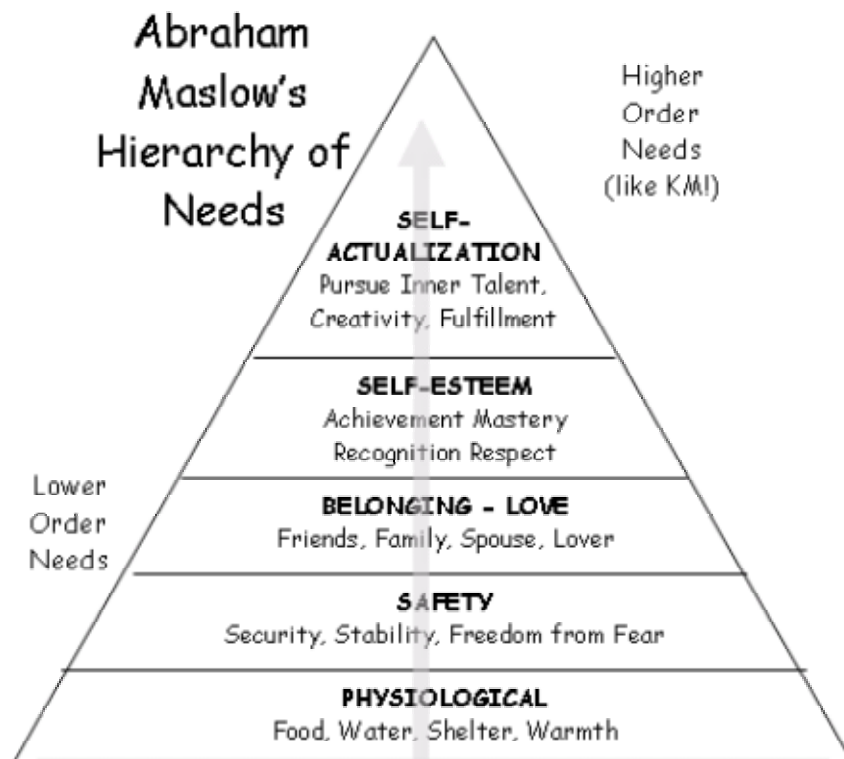 Abraham
Maslow's
Hierarchy of
Needs
Higher
Order
Needs
(like KM!)
SELF-
ACTUALIZATION
Pursue Inner Talent,
Creativity, Fulfillment
SELF-ESTEEM
Achievement Mastery
Recognition Respect
Lower
Order
Needs
BELONGING - LOVE
Friends, Family, Spouse, Lover
SAFETY
Security, Stability, Freedom from Fear
PHYSIOLOGICAL
Food, Water, Shelter, Warmth